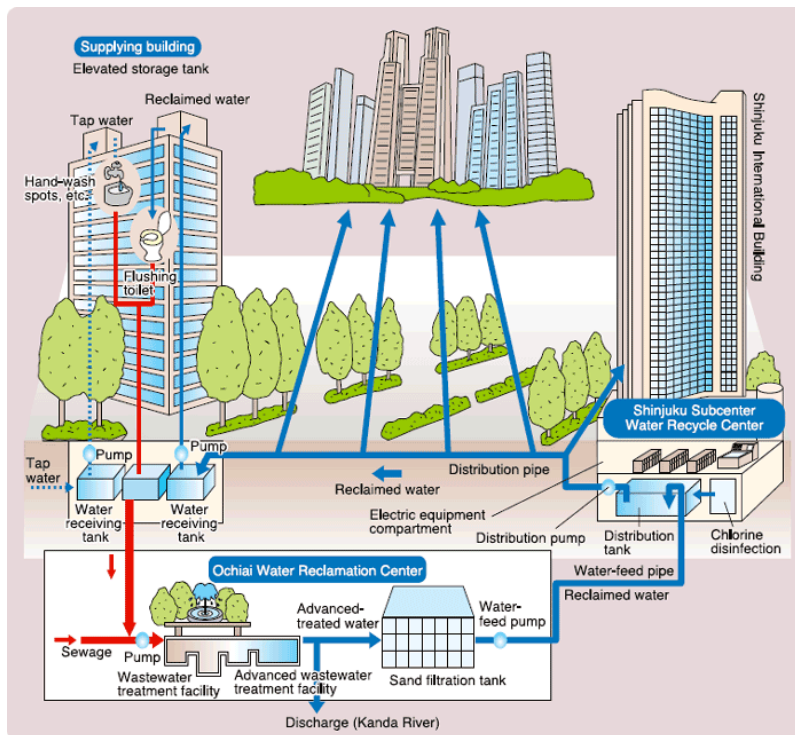 Supplying building
Elevated storage tank
Reclaimed water
Tap water
Hand-wash
spots, etc.
Flushing
toilet
Shinjuku International Building
Shinjuku Subcenter
Water Recycle Center
Pump
Pump
Tap
water
Water
receiving
tank
Water
receiving
tank
Distribution pipe
Reclaimed water
Electric equipment
compartment
Distribution pump
Distribution
tank
Chlorine
disinfection
Water-feed pipe
Reclaimed water
Ochiai Water Reclamation Center
Advanced-
treated water
Water-
feed pump
Sewage
Pump
Wastewater
treatment facility
Advanced wastewater
treatment facility
Sand filtration tank
Discharge (Kanda River)